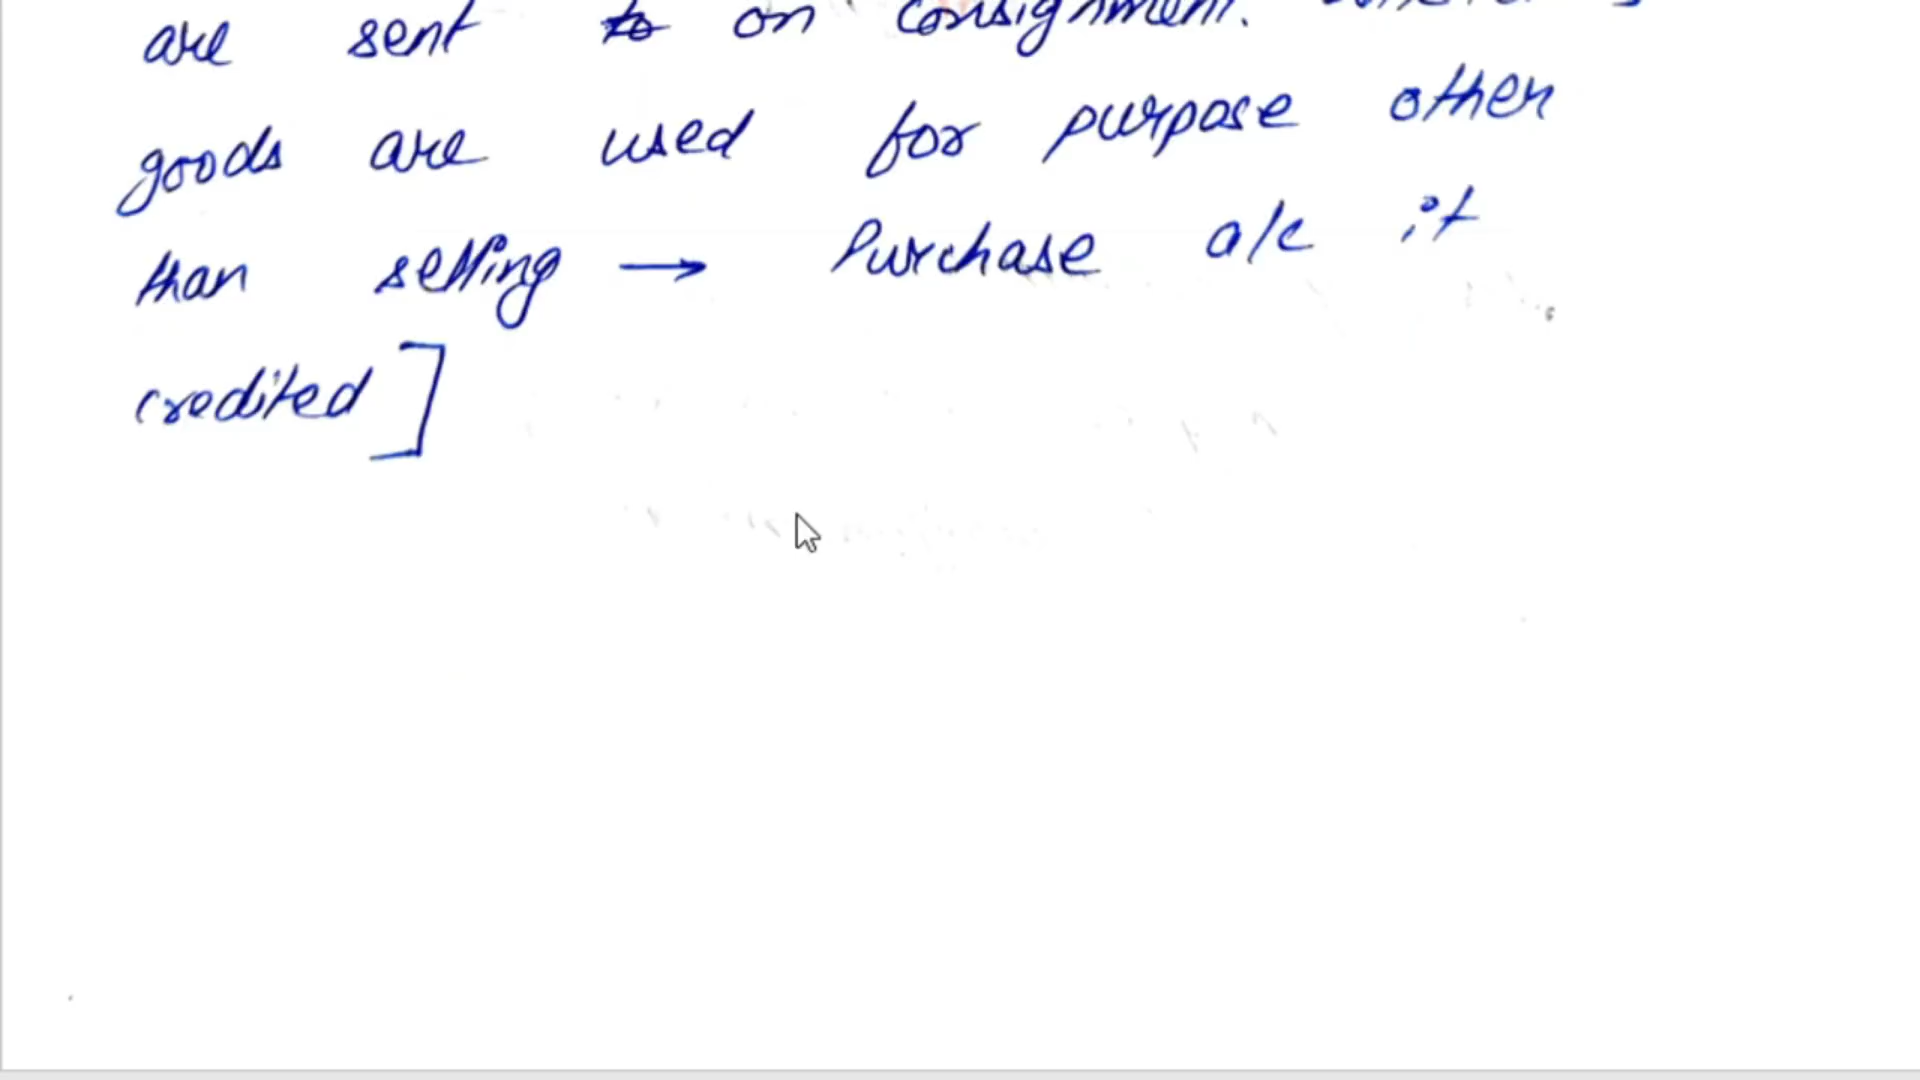 are sent to on consignment.
goods are used for purpose other
than selling → Purchase a/c it
credited]